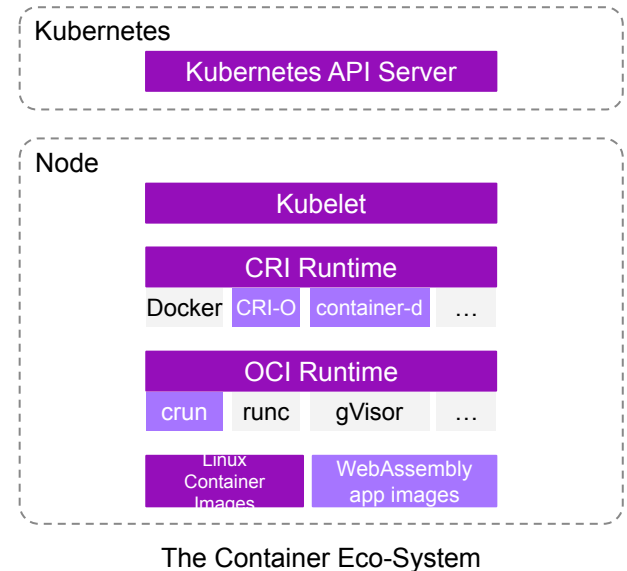 Kubernetes
Kubernetes API Server
Node
Kubelet
CRI Runtime
Docker CRI-O container-d …
OCI Runtime
crun runc gVisor …
Linux
Container
Images
WebAssembly
app images
The Container Eco-System